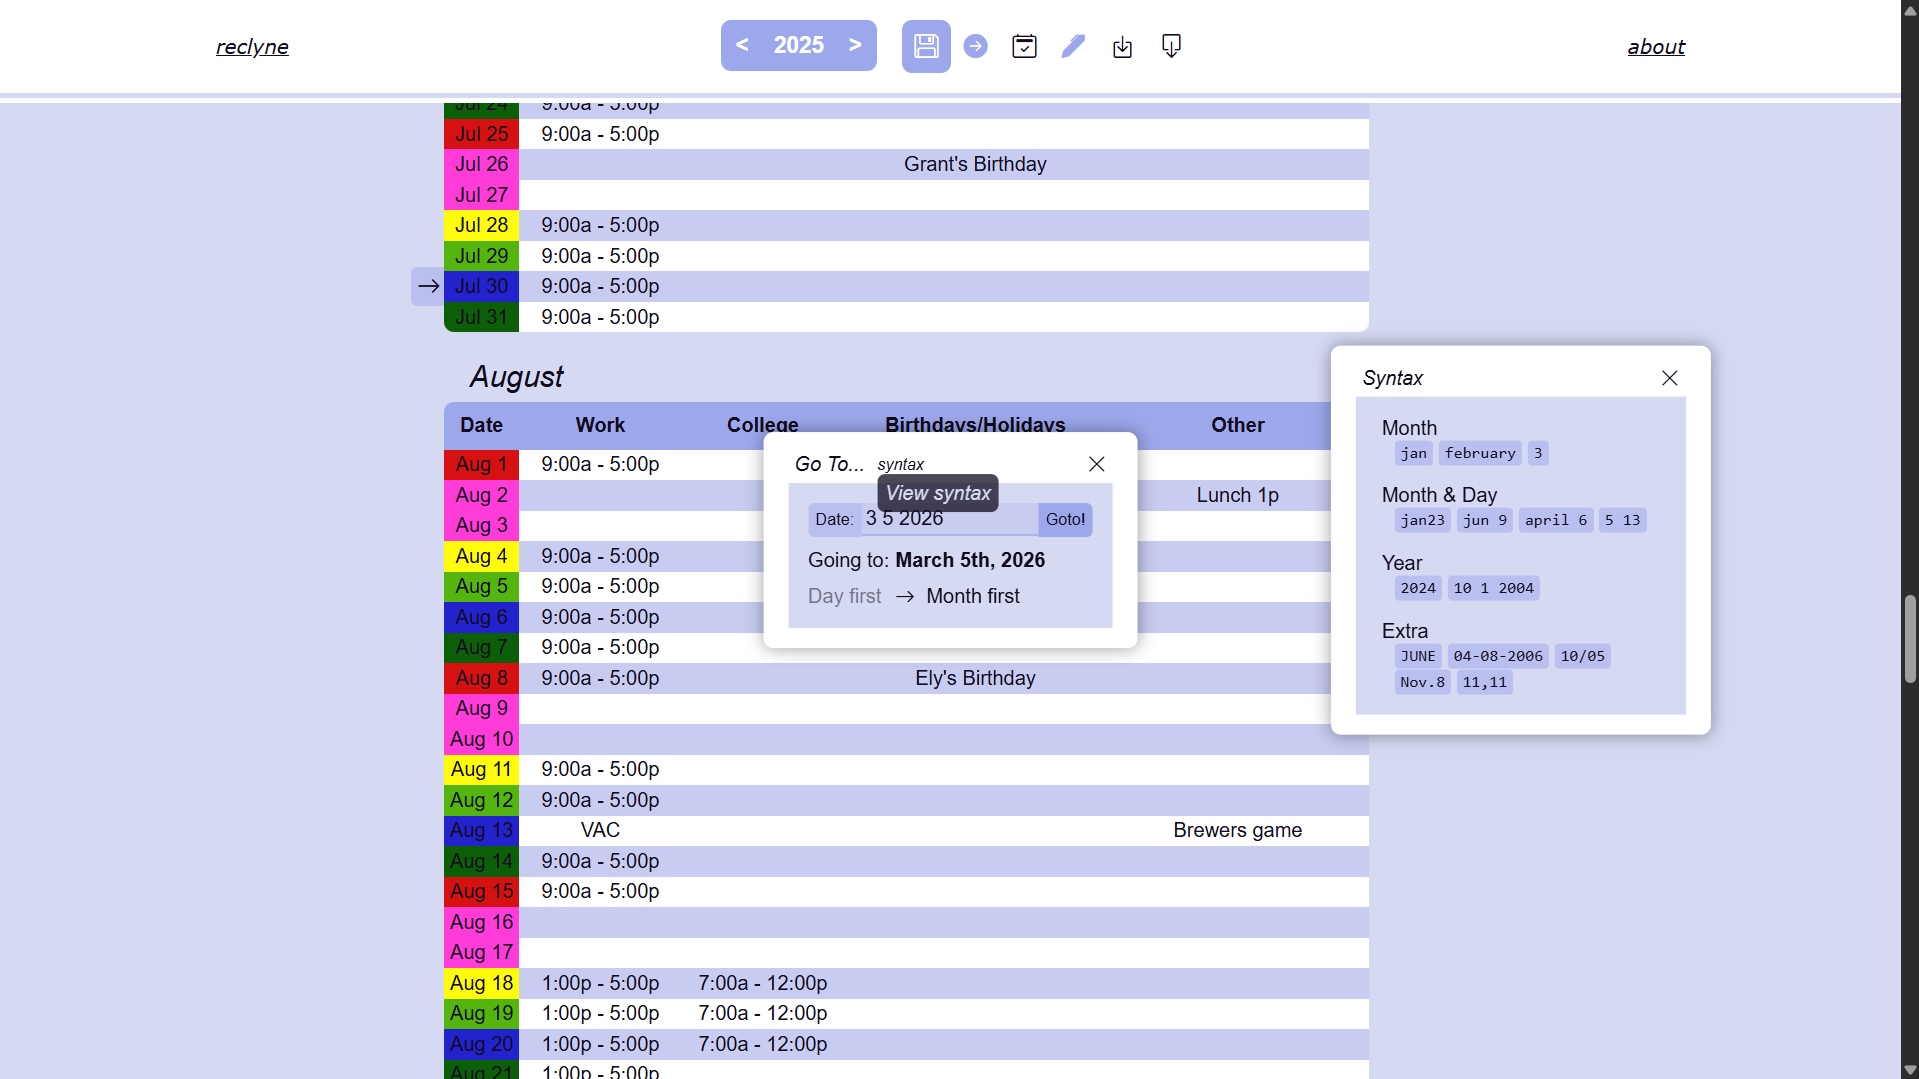 reclyne
< 2025 >
about
Jul 24 9:00a - 5:00p
Jul 25 9:00a - 5:00p
Jul 26 Grant's Birthday
Jul 27
Jul 28 9:00a - 5:00p
Jul 29 9:00a - 5:00p
→ Jul 30 9:00a - 5:00p
Jul 31 9:00a - 5:00p
August
Date Work College Birthdays/Holidays Other
Aug 1 9:00a - 5:00p
Aug 2 Lunch 1p
Aug 3
Aug 4 9:00a - 5:00p
Aug 5 9:00a - 5:00p
Aug 6 9:00a - 5:00p
Aug 7 9:00a - 5:00p
Aug 8 9:00a - 5:00p Ely's Birthday
Aug 9
Aug 10
Aug 11 9:00a - 5:00p
Aug 12 9:00a - 5:00p
Aug 13 VAC Brewers game
Aug 14 9:00a - 5:00p
Aug 15 9:00a - 5:00p
Aug 16
Aug 17
Aug 18 1:00p - 5:00p 7:00a - 12:00p
Aug 19 1:00p - 5:00p 7:00a - 12:00p
Aug 20 1:00p - 5:00p 7:00a - 12:00p
Aug 21 1:00p - 5:00p
Go To... syntax
View syntax
Date: 3 5 2026 Goto!
Going to: March 5th, 2026
Day first → Month first
Syntax
Month
jan february 3
Month & Day
jan23 jun 9 april 6 5 13
Year
2024 10 1 2004
Extra
JUNE 04-08-2006 10/05
Nov.8 11,11